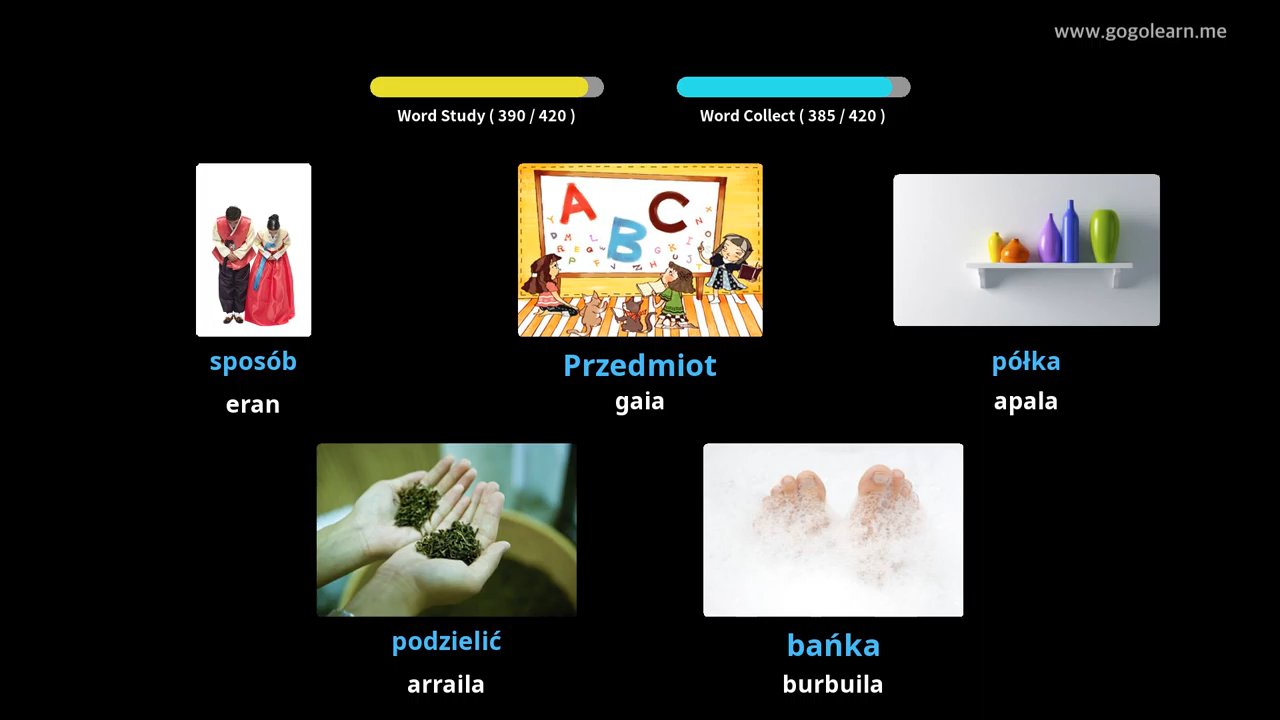 www.gogolearn.me
Word Study ( 390 / 420 )
Word Collect ( 385 / 420 )
A B C
sposób
eran
Przedmiot
gaia
półka
apala
podzielić
arraila
bańka
burbuila